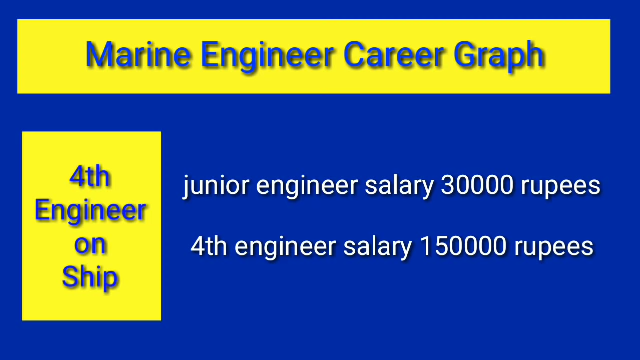 Marine Engineer Career Graph
4th
Engineer
on
Ship
junior engineer salary 30000 rupees
4th engineer salary 150000 rupees